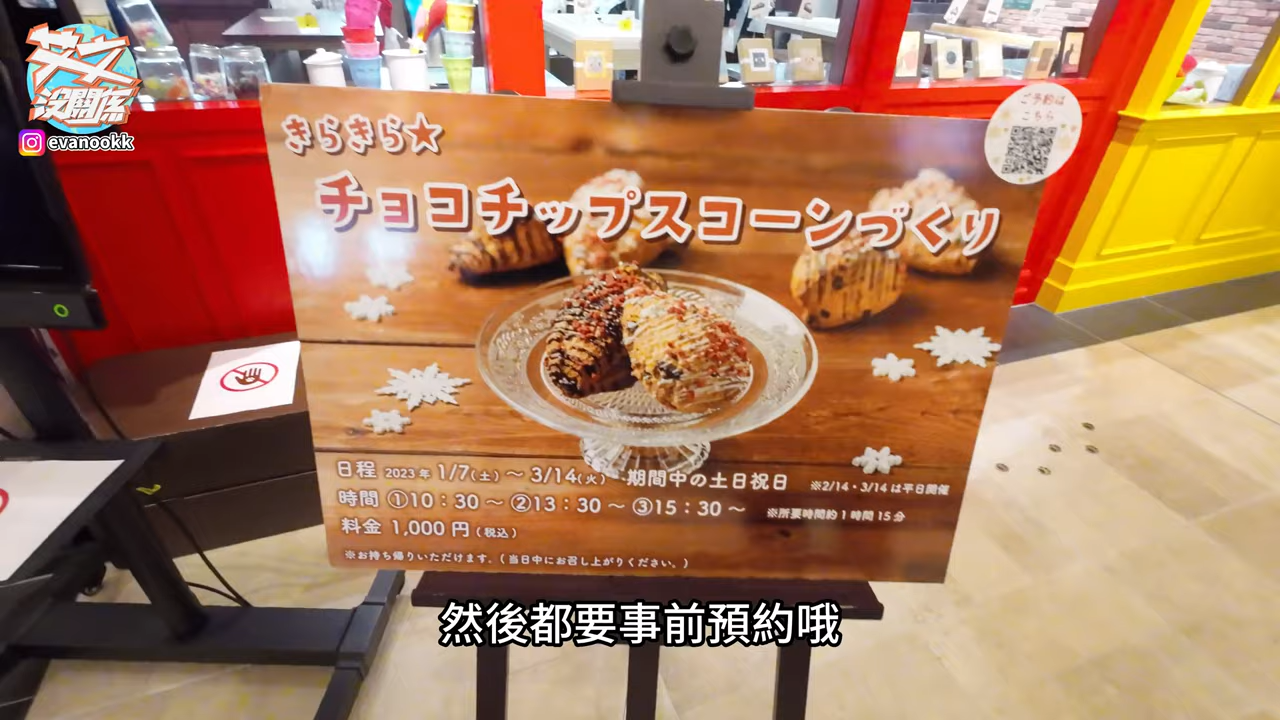 英文
沒關係
evanookk
ご予約は
こちら
きらきら★
チョコチップスコーンづくり
日程 2023年 1/7(土) ～ 3/14(火) 期間中の土日祝日 ※2/14・3/14は平日開催
時間 ①10：30 ～ ②13：30 ～ ③15：30 ～ ※所要時間約1時間15分
料金 1,000円(税込)
※お持ち帰りいただけます。(当日中にお召し上がりください。)
然後都要事前預約哦